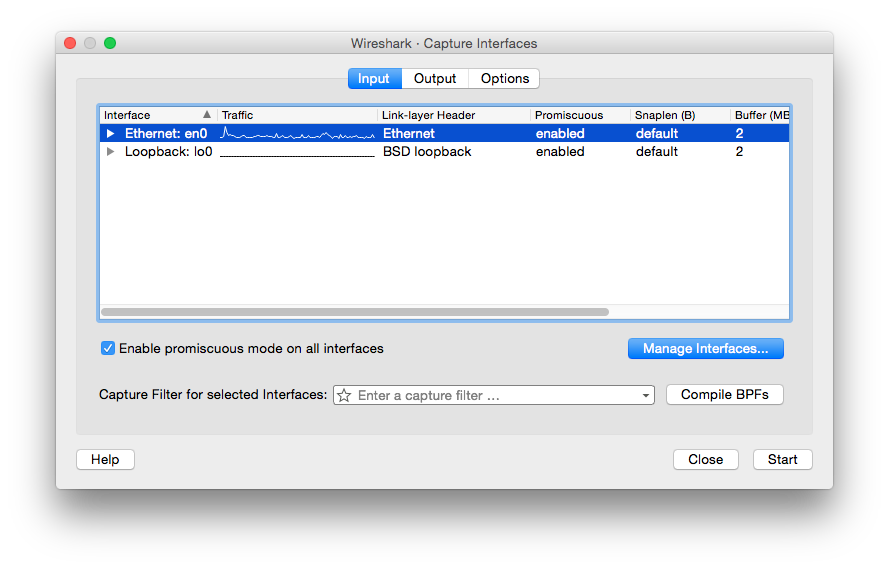 Wireshark · Capture Interfaces
Input Output Options
Interface Traffic Link-layer Header Promiscuous Snaplen (B) Buffer (MB
Ethernet: en0 Ethernet enabled default 2
Loopback: lo0 BSD loopback enabled default 2
Enable promiscuous mode on all interfaces Manage Interfaces...
Capture Filter for selected Interfaces: Enter a capture filter ... Compile BPFs
Help Close Start